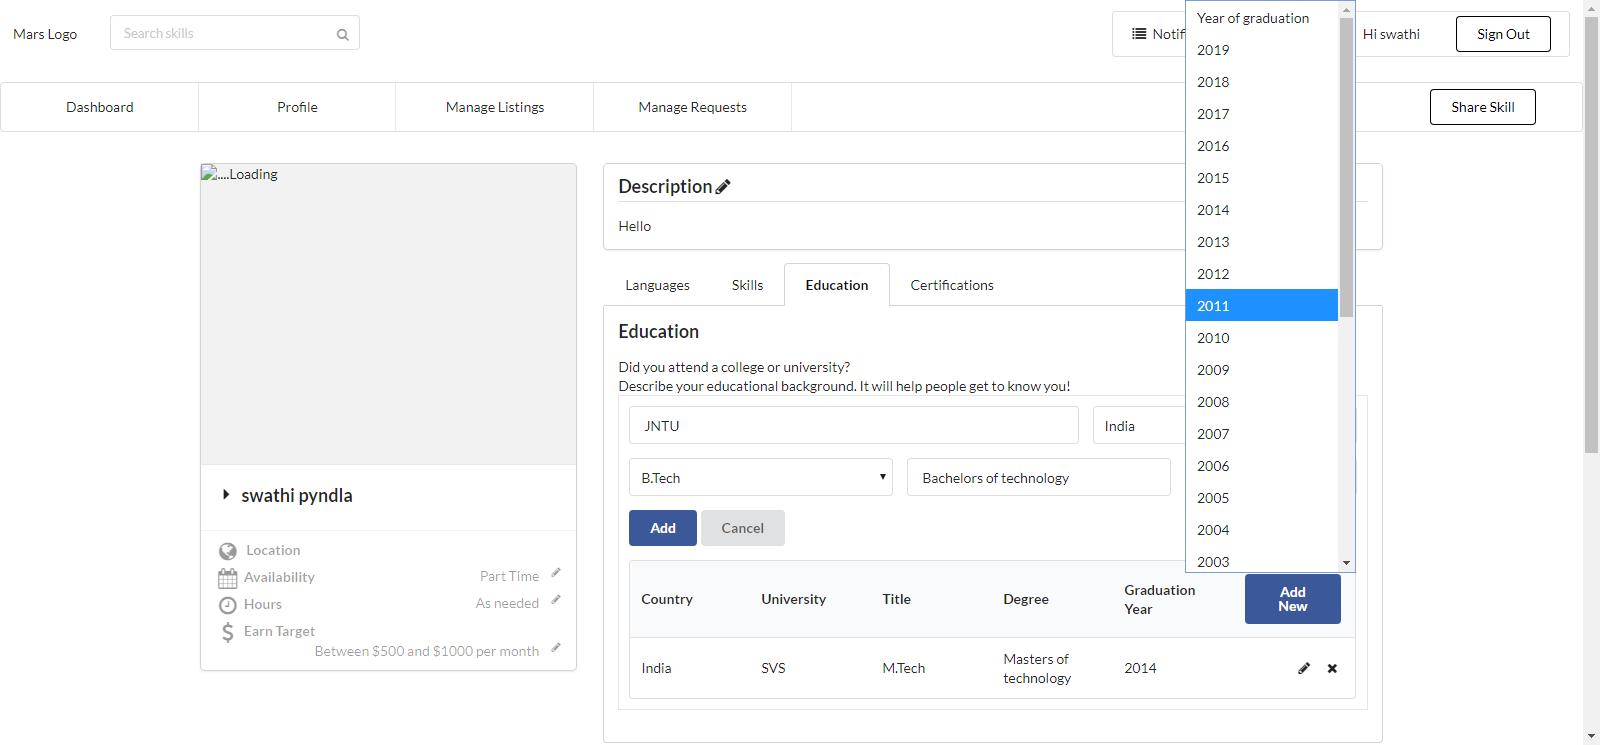 Mars Logo
Search skills
Notif
Hi swathi
Sign Out
Dashboard
Profile
Manage Listings
Manage Requests
Share Skill
Year of graduation
2019
2018
2017
2016
2015
2014
2013
2012
2011
2010
2009
2008
2007
2006
2005
2004
2003
....Loading
swathi pyndla
Location
Availability
Part Time
Hours
As needed
Earn Target
Between $500 and $1000 per month
Description
Hello
Languages
Skills
Education
Certifications
Education
Did you attend a college or university?
Describe your educational background. It will help people get to know you!
JNTU
India
B.Tech
Bachelors of technology
Add
Cancel
Country
University
Title
Degree
Graduation
Year
Add
New
India
SVS
M.Tech
Masters of
technology
2014